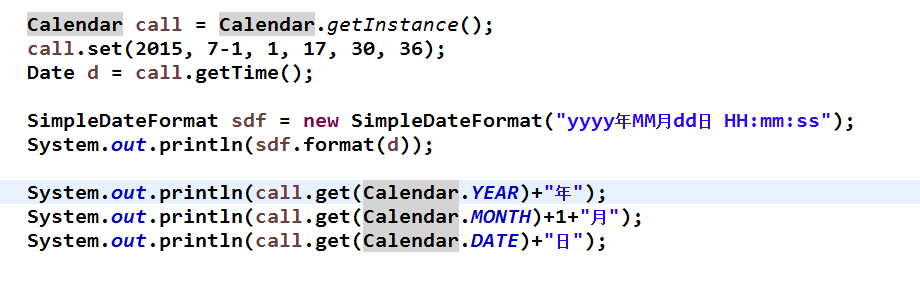 Calendar call = Calendar.getInstance();
call.set(2015, 7-1, 1, 17, 30, 36);
Date d = call.getTime();
SimpleDateFormat sdf = new SimpleDateFormat("yyyy年MM月dd日 HH:mm:ss");
System.out.println(sdf.format(d));
System.out.println(call.get(Calendar.YEAR)+"年");
System.out.println(call.get(Calendar.MONTH)+1+"月");
System.out.println(call.get(Calendar.DATE)+"日");